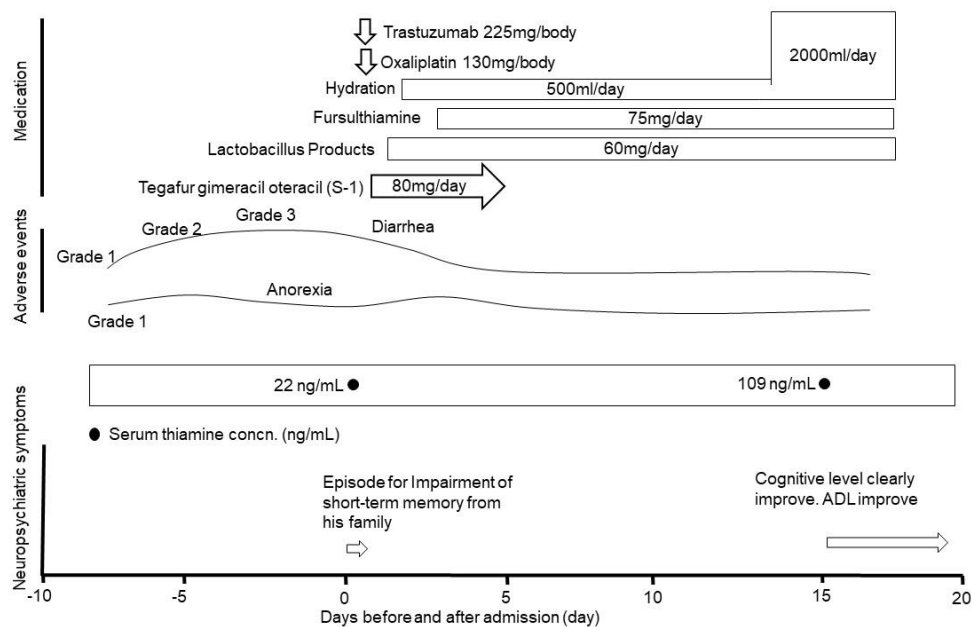 Medication
Trastuzumab 225mg/body
Oxaliplatin 130mg/body
2000ml/day
Hydration
500ml/day
Fursulthiamine
75mg/day
Lactobacillus Products
60mg/day
Tegafur gimeracil oteracil (S-1)
80mg/day
Adverse events
Grade 1
Grade 2
Grade 3
Diarrhea
Anorexia
Grade 1
22 ng/mL
109 ng/mL
Serum thiamine concn. (ng/mL)
Neuropsychiatric symptoms
Episode for Impairment of
short-term memory from
his family
Cognitive level clearly
improve. ADL improve
-10
-5
0
5
10
15
20
Days before and after admission (day)